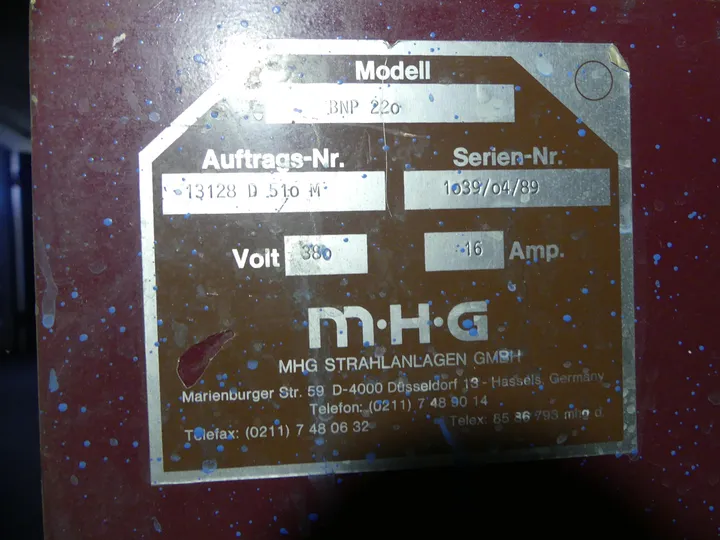 Modell
BNP 22o
Auftrags-Nr. Serien-Nr.
13128 D 51o M 1o39/o4/89
Volt 38o 16 Amp.
m·H·G
MHG STRAHLANLAGEN GMBH
Marienburger Str. 59 D-4000 Düsseldorf 13 - Hassels, Germany
Telefon: (0211) 7 48 90 14
Telefax: (0211) 7 48 06 32 Telex: 85 86 793 mhg d